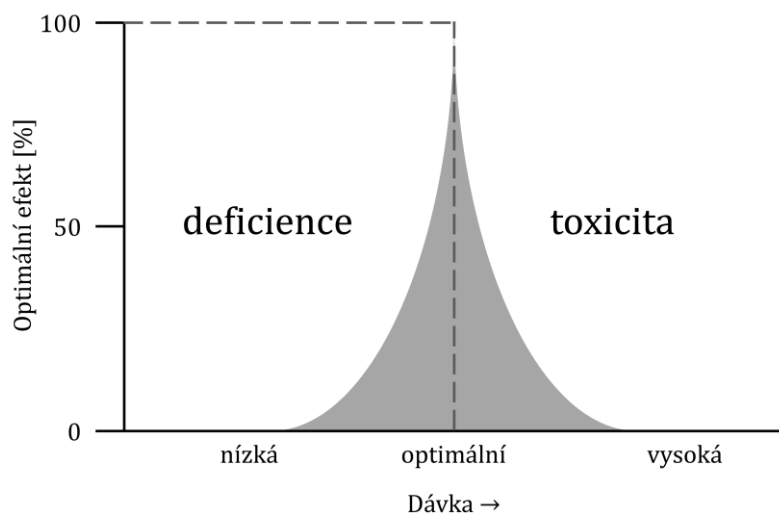 100
Optimální efekt [%]
deficience
toxicita
50
0
nízká
optimální
vysoká
Dávka →